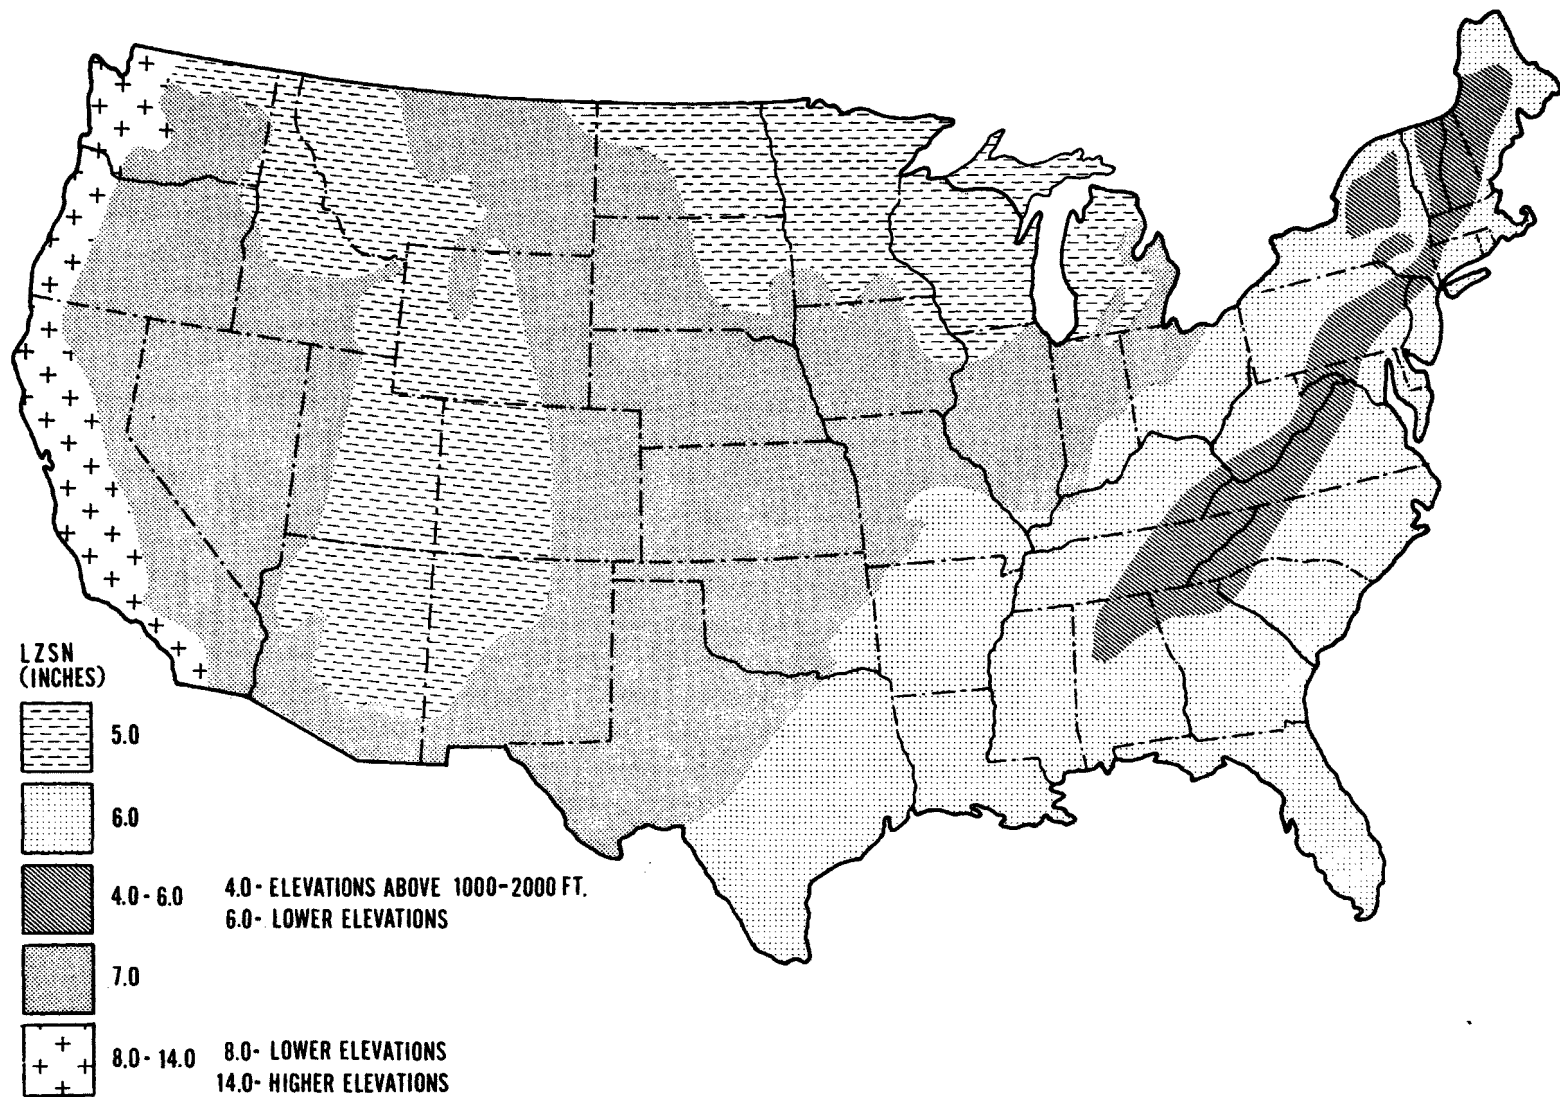 LZSN
(INCHES)
5.0
6.0
4.0-6.0 4.0- ELEVATIONS ABOVE 1000-2000 FT.
6.0- LOWER ELEVATIONS
7.0
8.0-14.0 8.0- LOWER ELEVATIONS
14.0- HIGHER ELEVATIONS